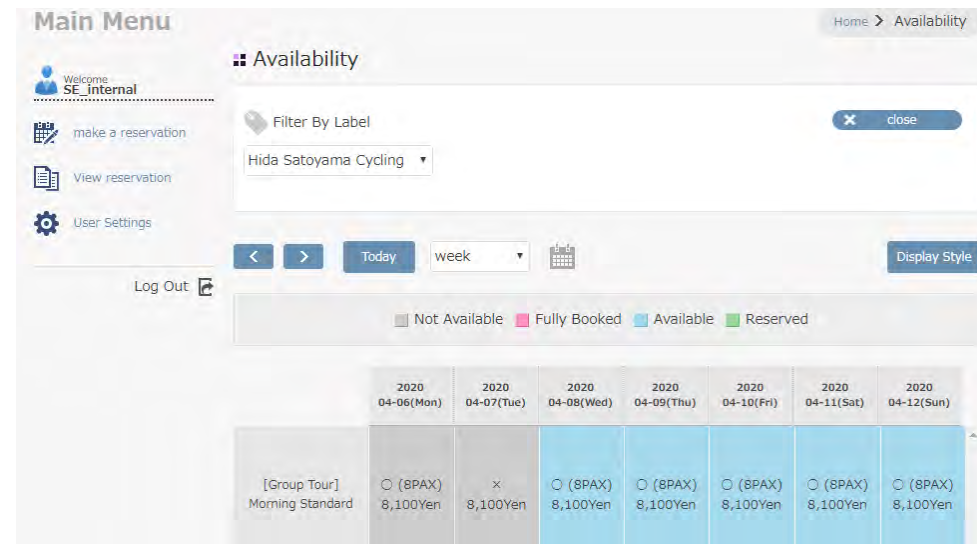 Main Menu
Home > Availability
Welcome
SE_internal
make a reservation
View reservation
User Settings
Log Out
Availability
Filter By Label
× close
Hida Satoyama Cycling ▼
< > Today week ▼ Display Style
Not Available Fully Booked Available Reserved
2020 2020 2020 2020 2020 2020 2020
04-06(Mon) 04-07(Tue) 04-08(Wed) 04-09(Thu) 04-10(Fri) 04-11(Sat) 04-12(Sun)
[Group Tour] ○ (8PAX) × ○ (8PAX) ○ (8PAX) ○ (8PAX) ○ (8PAX) ○ (8PAX)
Morning Standard 8,100Yen 8,100Yen 8,100Yen 8,100Yen 8,100Yen 8,100Yen 8,100Yen